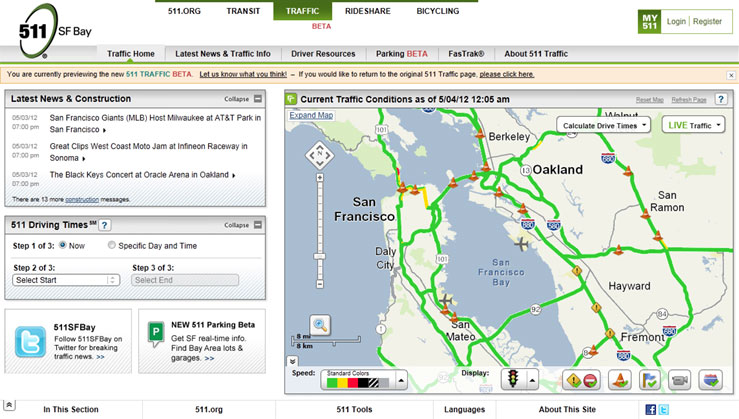 511 SF Bay
511.ORG TRANSIT TRAFFIC RIDESHARE BICYCLING
BETA
MY 511 Login | Register
Traffic Home Latest News & Traffic Info Driver Resources Parking BETA FasTrak® About 511 Traffic
You are currently previewing the new 511 TRAFFIC BETA. Let us know what you think! – If you would like to return to the original 511 Traffic page, please click here.
Latest News & Construction Collapse
05/03/12 07:00 pm San Francisco Giants (MLB) Host Milwaukee at AT&T Park in
San Francisco
05/03/12 07:00 pm Great Clips West Coast Moto Jam at Infineon Raceway in
Sonoma
05/03/12 07:00 pm The Black Keys Concert at Oracle Arena in Oakland
There are 13 more construction messages.
511 Driving Times SM ? Collapse
Step 1 of 3: Now Specific Day and Time
Step 2 of 3: Step 3 of 3:
Select Start Select End
511SFBay
Follow 511SFBay on
Twitter for breaking
traffic news. >>
NEW 511 Parking Beta
Get SF real-time info.
Find Bay Area lots &
garages. >>
Current Traffic Conditions as of 5/04/12 12:05 am Reset Map Refresh Page ?
Expand Map
Calculate Drive Times LIVE Traffic
N
101
Berkeley
Walnut
680
13 Oakland
San
Francisco
San
Ramon
580
880
580
Daly
City
101
San
Francisco
Bay
Hayward
92
1
San
Mateo
84
Fremont
680
84
880
8 mi
8 km
Speed: Standard Colors Display:
In This Section 511.org 511 Tools Languages About This Site